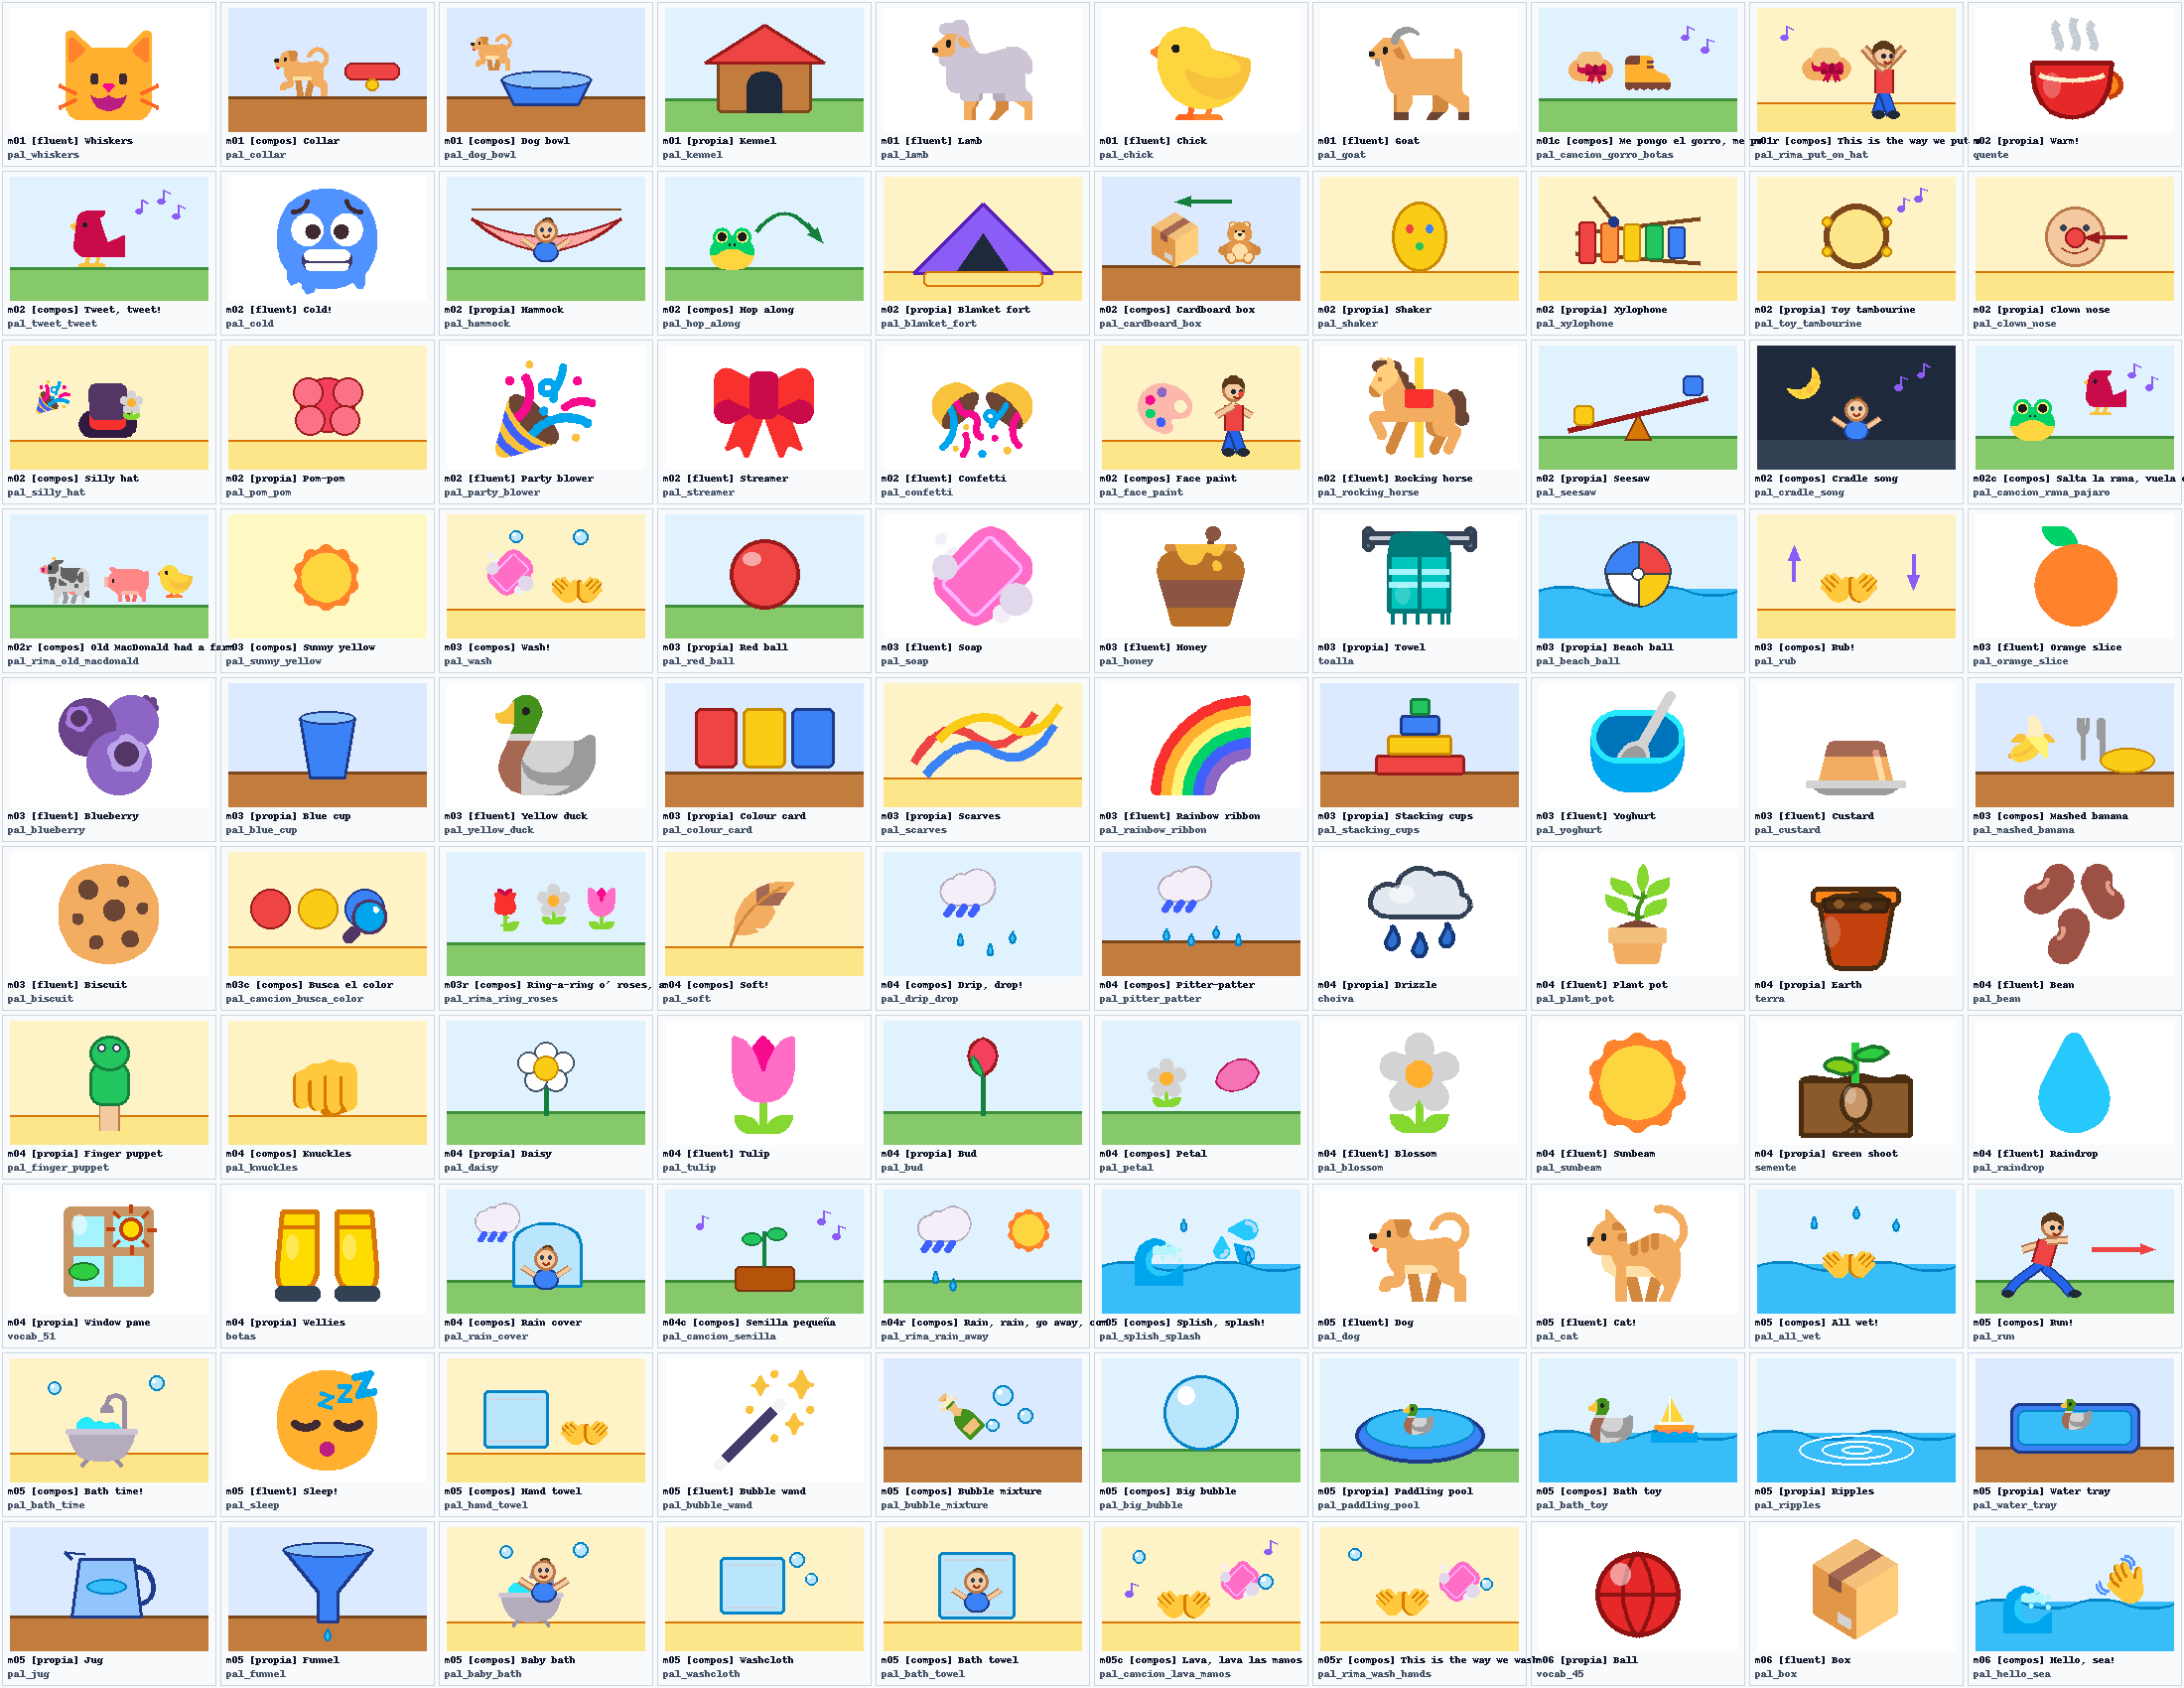 m01 [fluent] Whiskers
pal_whiskers
m01 [compos] Collar
pal_collar
m01 [compos] Dog bowl
pal_dog_bowl
m01 [propia] Kennel
pal_kennel
m01 [fluent] Lamb
pal_lamb
m01 [fluent] Chick
pal_chick
m01 [fluent] Goat
pal_goat
m01c [compos] Me pongo el gorro, me
pal_cancion_gorro_botas
m01r [compos] This is the way we put
pal_rima_put_on_hat
m02 [propia] Warm!
quente
m02 [compos] Tweet, tweet!
pal_tweet_tweet
m02 [fluent] Cold!
pal_cold
m02 [propia] Hammock
pal_hammock
m02 [compos] Hop along
pal_hop_along
m02 [propia] Blanket fort
pal_blanket_fort
m02 [compos] Cardboard box
pal_cardboard_box
m02 [propia] Shaker
pal_shaker
m02 [propia] Xylophone
pal_xylophone
m02 [propia] Toy tambourine
pal_toy_tambourine
m02 [propia] Clown nose
pal_clown_nose
m02 [compos] Silly hat
pal_silly_hat
m02 [propia] Pom-pom
pal_pom_pom
m02 [fluent] Party blower
pal_party_blower
m02 [fluent] Streamer
pal_streamer
m02 [fluent] Confetti
pal_confetti
m02 [compos] Face paint
pal_face_paint
m02 [fluent] Rocking horse
pal_rocking_horse
m02 [propia] Seesaw
pal_seesaw
m02 [compos] Cradle song
pal_cradle_song
m02c [compos] Salta la rana, vuela
pal_cancion_rama_pajaro
m02r [compos] Old MacDonald had a farm
pal_rima_old_macdonald
m03 [compos] Sunny yellow
pal_sunny_yellow
m03 [compos] Wash!
pal_wash
m03 [propia] Red ball
pal_red_ball
m03 [fluent] Soap
pal_soap
m03 [fluent] Honey
pal_honey
m03 [propia] Towel
toalla
m03 [propia] Beach ball
pal_beach_ball
m03 [compos] Rub!
pal_rub
m03 [fluent] Orange slice
pal_orange_slice
m03 [fluent] Blueberry
pal_blueberry
m03 [propia] Blue cup
pal_blue_cup
m03 [fluent] Yellow duck
pal_yellow_duck
m03 [propia] Colour card
pal_colour_card
m03 [propia] Scarves
pal_scarves
m03 [fluent] Rainbow ribbon
pal_rainbow_ribbon
m03 [propia] Stacking cups
pal_stacking_cups
m03 [fluent] Yoghurt
pal_yoghurt
m03 [fluent] Custard
pal_custard
m03 [compos] Mashed banana
pal_mashed_banana
m03 [fluent] Biscuit
pal_biscuit
m03c [compos] Busca el color
pal_cancion_busca_color
m03r [compos] Ring-a-ring o' roses,
pal_rima_ring_roses
m04 [compos] Soft!
pal_soft
m04 [compos] Drip, drop!
pal_drip_drop
m04 [compos] Pitter-patter
pal_pitter_patter
m04 [propia] Drizzle
choiva
m04 [fluent] Plant pot
pal_plant_pot
m04 [propia] Earth
terra
m04 [fluent] Bean
pal_bean
m04 [propia] Finger puppet
pal_finger_puppet
m04 [compos] Knuckles
pal_knuckles
m04 [propia] Daisy
pal_daisy
m04 [fluent] Tulip
pal_tulip
m04 [propia] Bud
pal_bud
m04 [compos] Petal
pal_petal
m04 [fluent] Blossom
pal_blossom
m04 [fluent] Sunbeam
pal_sunbeam
m04 [propia] Green shoot
semente
m04 [fluent] Raindrop
pal_raindrop
m04 [propia] Window pane
vocab_51
m04 [propia] Wellies
botas
m04 [compos] Rain cover
pal_rain_cover
m04c [compos] Semilla pequeña
pal_cancion_semilla
m04r [compos] Rain, rain, go away,
pal_rima_rain_away
m05 [compos] Splish, splash!
pal_splish_splash
m05 [fluent] Dog
pal_dog
m05 [fluent] Cat!
pal_cat
m05 [compos] All wet!
pal_all_wet
m05 [compos] Run!
pal_run
m05 [compos] Bath time!
pal_bath_time
m05 [fluent] Sleep!
pal_sleep
m05 [compos] Hand towel
pal_hand_towel
m05 [fluent] Bubble wand
pal_bubble_wand
m05 [compos] Bubble mixture
pal_bubble_mixture
m05 [compos] Big bubble
pal_big_bubble
m05 [propia] Paddling pool
pal_paddling_pool
m05 [compos] Bath toy
pal_bath_toy
m05 [propia] Ripples
pal_ripples
m05 [propia] Water tray
pal_water_tray
m05 [propia] Jug
pal_jug
m05 [propia] Funnel
pal_funnel
m05 [compos] Baby bath
pal_baby_bath
m05 [compos] Washcloth
pal_washcloth
m05 [compos] Bath towel
pal_bath_towel
m05c [compos] Lava, lava las manos
pal_cancion_lava_manos
m05r [compos] This is the way we wash
pal_rima_wash_hands
m06 [propia] Ball
vocab_45
m06 [fluent] Box
pal_box
m06 [compos] Hello, sea!
pal_hello_sea